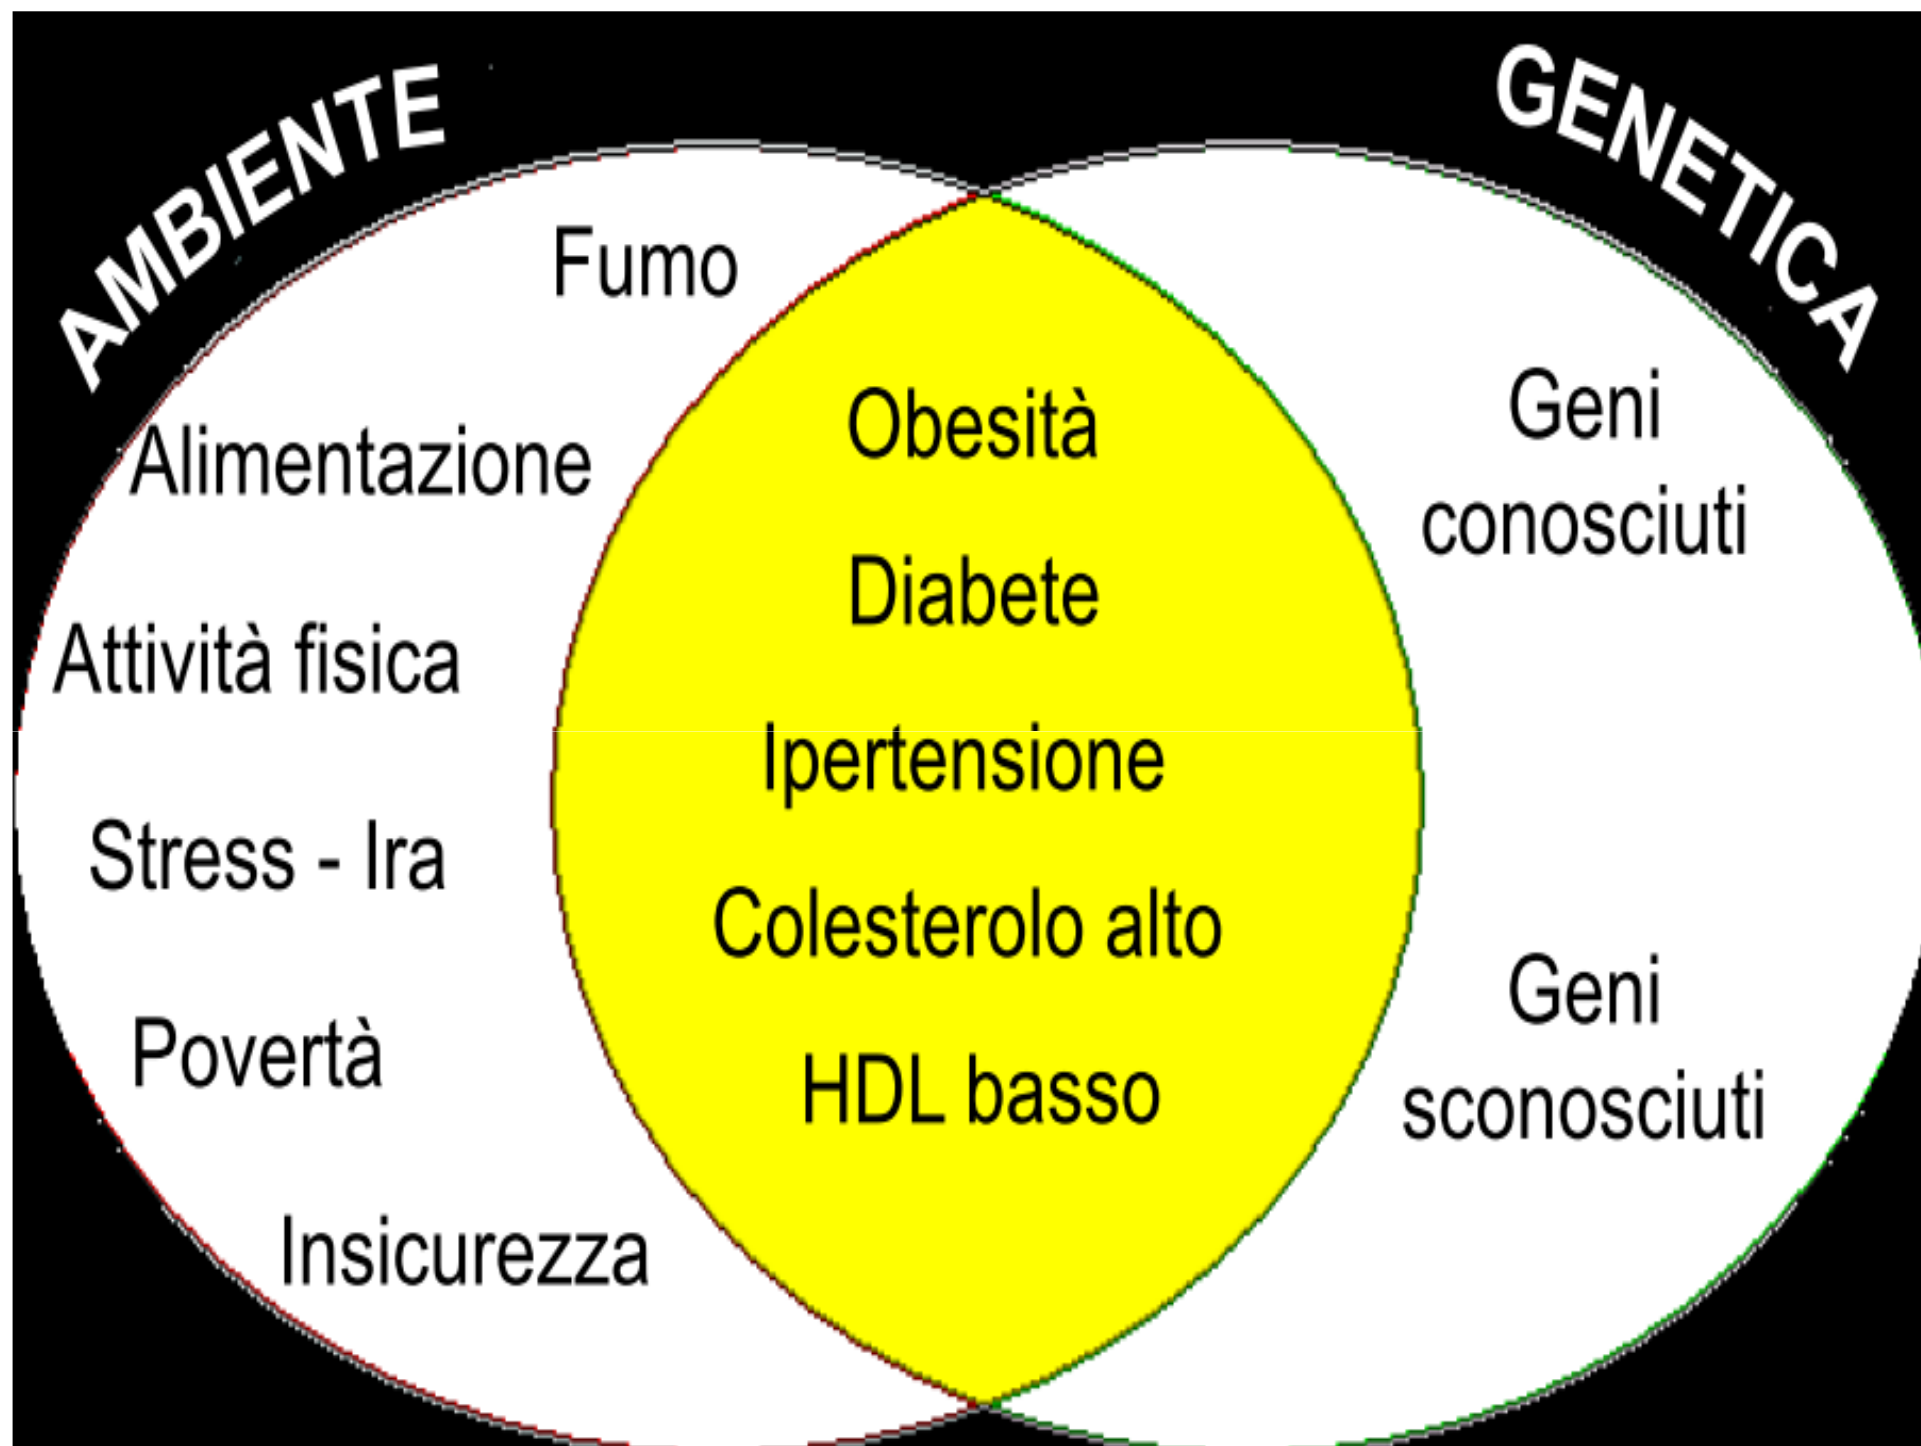 AMBIENTE
GENETICA
Fumo
Alimentazione
Attività fisica
Stress - Ira
Povertà
Insicurezza
Obesità
Diabete
Ipertensione
Colesterolo alto
HDL basso
Geni
conosciuti
Geni
sconosciuti